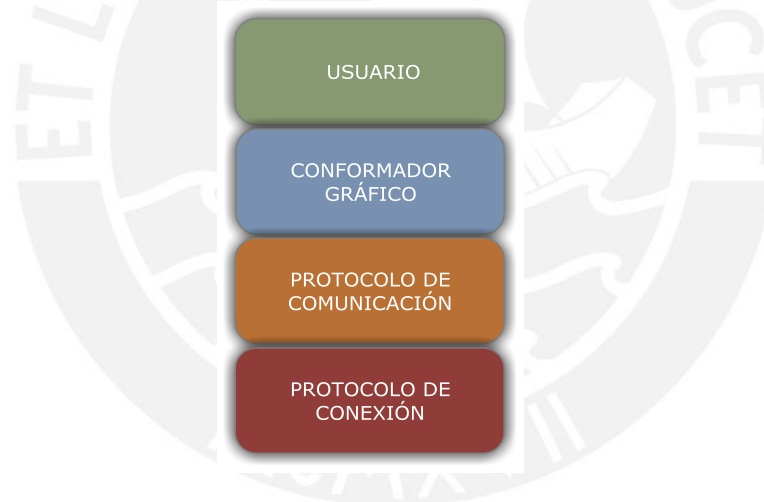 USUARIO
CONFORMADOR
GRÁFICO
PROTOCOLO DE
COMUNICACIÓN
PROTOCOLO DE
CONEXIÓN